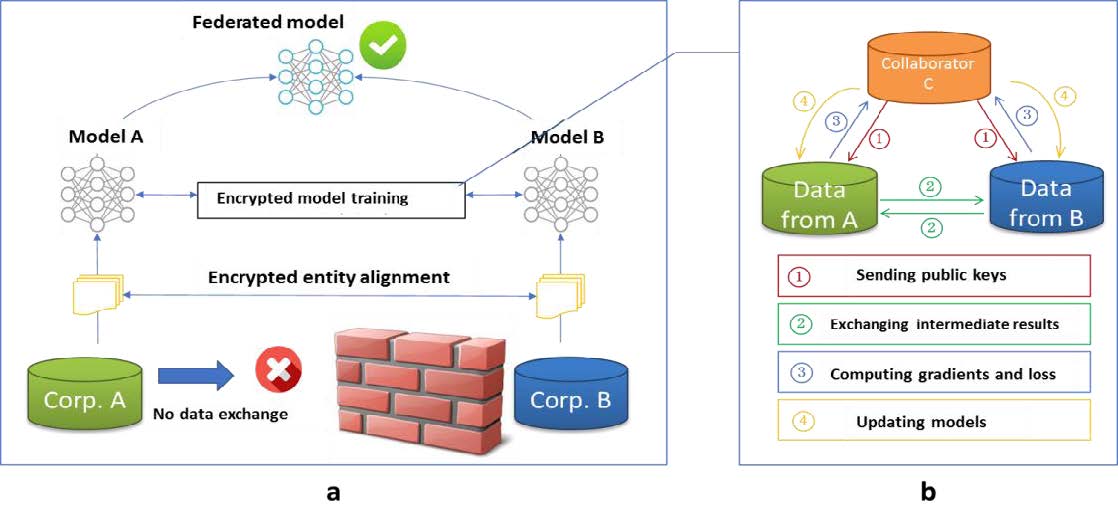 Federated model
Model A
Model B
Encrypted model training
Encrypted entity alignment
Corp. A
No data exchange
Corp. B
a
Collaborator
C
4
4
3
3
1
1
Data
from A
2
2
Data
from B
1 Sending public keys
2 Exchanging intermediate results
3 Computing gradients and loss
4 Updating models
b